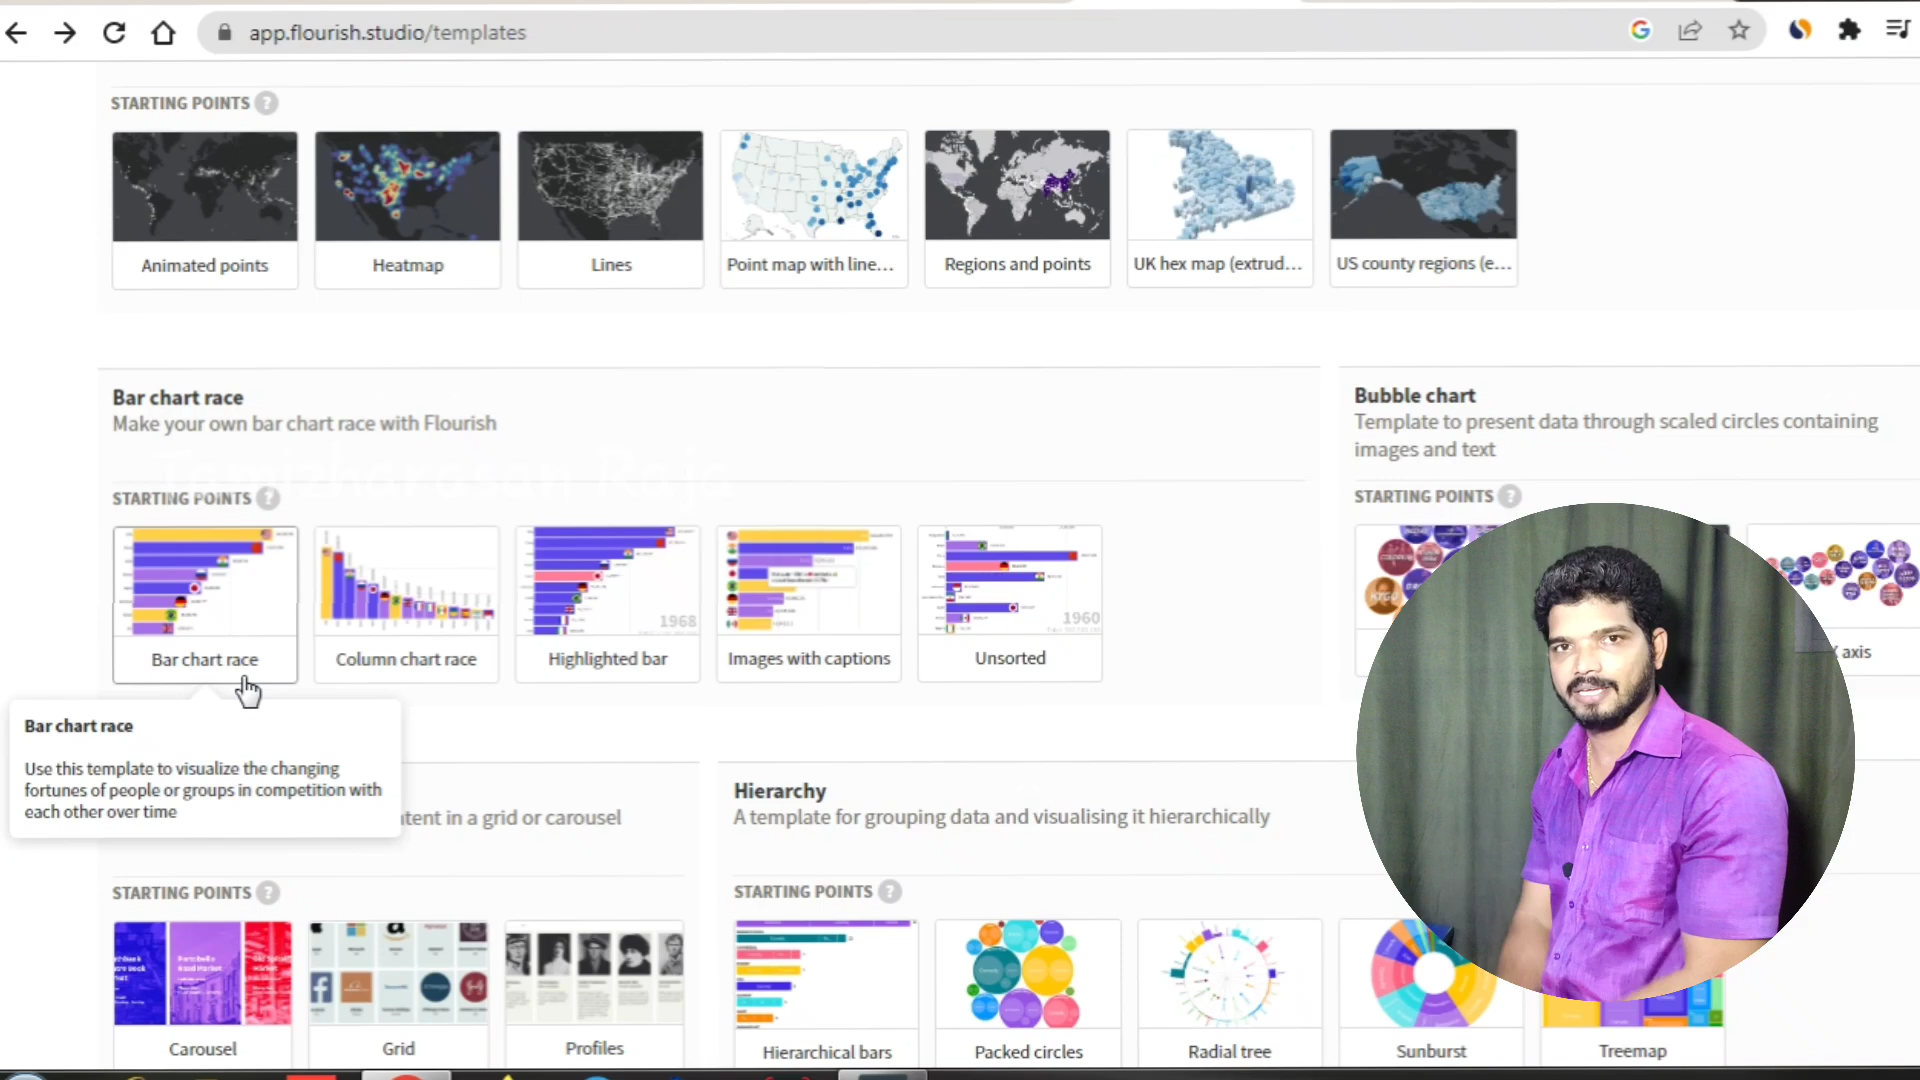 app.flourish.studio/templates
STARTING POINTS ?
Animated points
Heatmap
Lines
Point map with line...
Regions and points
UK hex map (extrud...
US county regions (e...
Bar chart race
Make your own bar chart race with Flourish
Tamizharasan Raja
STARTING POINTS ?
1968
1960
Bar chart race
Column chart race
Highlighted bar
Images with captions
Unsorted
Bubble chart
Template to present data through scaled circles containing
images and text
STARTING POINTS ?
axis
Bar chart race
Use this template to visualize the changing
fortunes of people or groups in competition with
each other over time
tent in a grid or carousel
STARTING POINTS ?
Carousel
Grid
Profiles
Hierarchy
A template for grouping data and visualising it hierarchically
STARTING POINTS ?
Hierarchical bars
Packed circles
Radial tree
Sunburst
Treemap